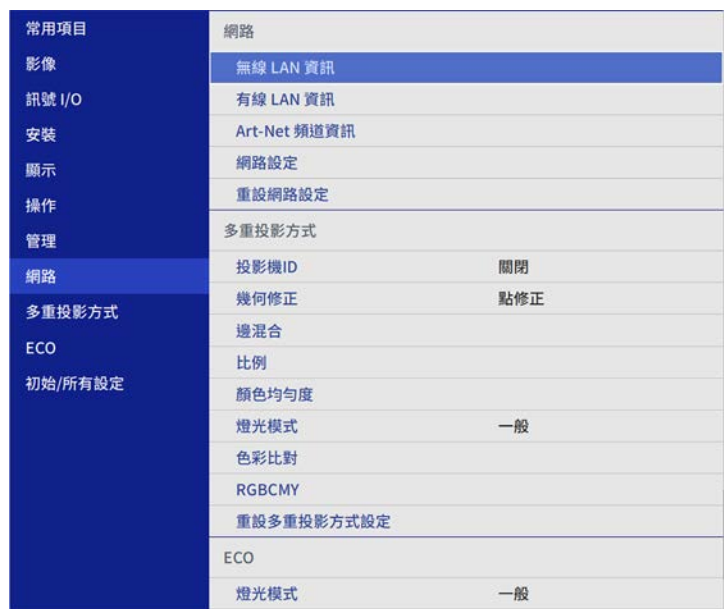 常用項目
影像
訊號 I/O
安裝
顯示
操作
管理
網路
多重投影方式
ECO
初始/所有設定
網路
無線 LAN 資訊
有線 LAN 資訊
Art-Net 頻道資訊
網路設定
重設網路設定
多重投影方式
投影機ID 關閉
幾何修正 點修正
邊混合
比例
顏色均勻度
燈光模式 一般
色彩比對
RGBCMY
重設多重投影方式設定
ECO
燈光模式 一般